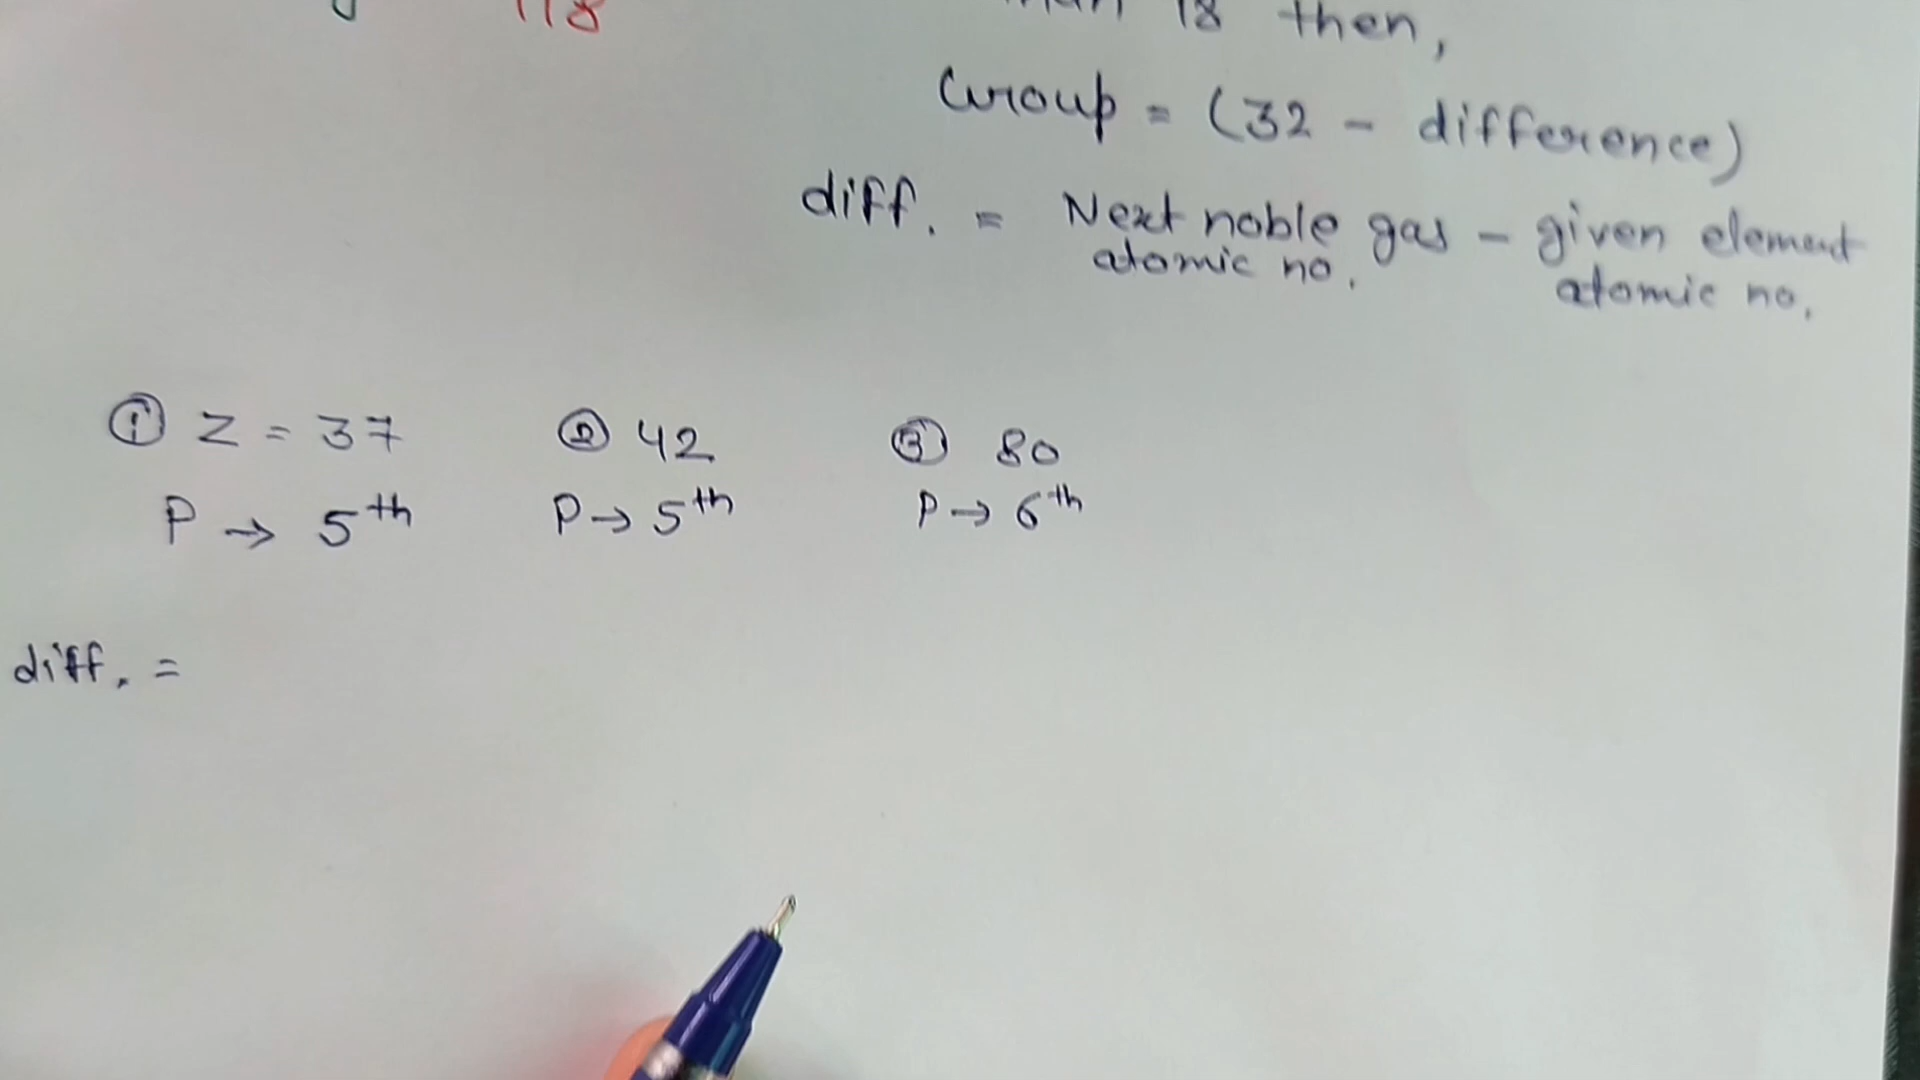 118
18 then,
Group = (32 - difference)
diff. = Next noble gas - given element
atomic no. atomic no.
① Z = 37 ② 42 ③ 80
P → 5th P → 5th P → 6th
diff. =